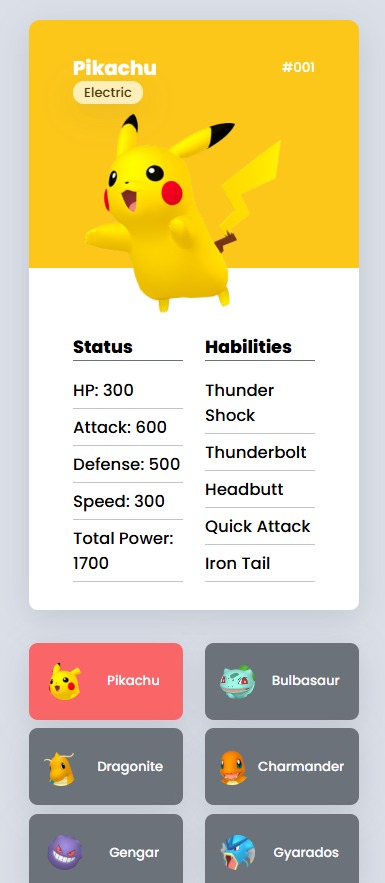 Pikachu
#001
Electric
Status
HP: 300
Attack: 600
Defense: 500
Speed: 300
Total Power:
1700
Habilities
Thunder
Shock
Thunderbolt
Headbutt
Quick Attack
Iron Tail
Pikachu
Bulbasaur
Dragonite
Charmander
Gengar
Gyarados